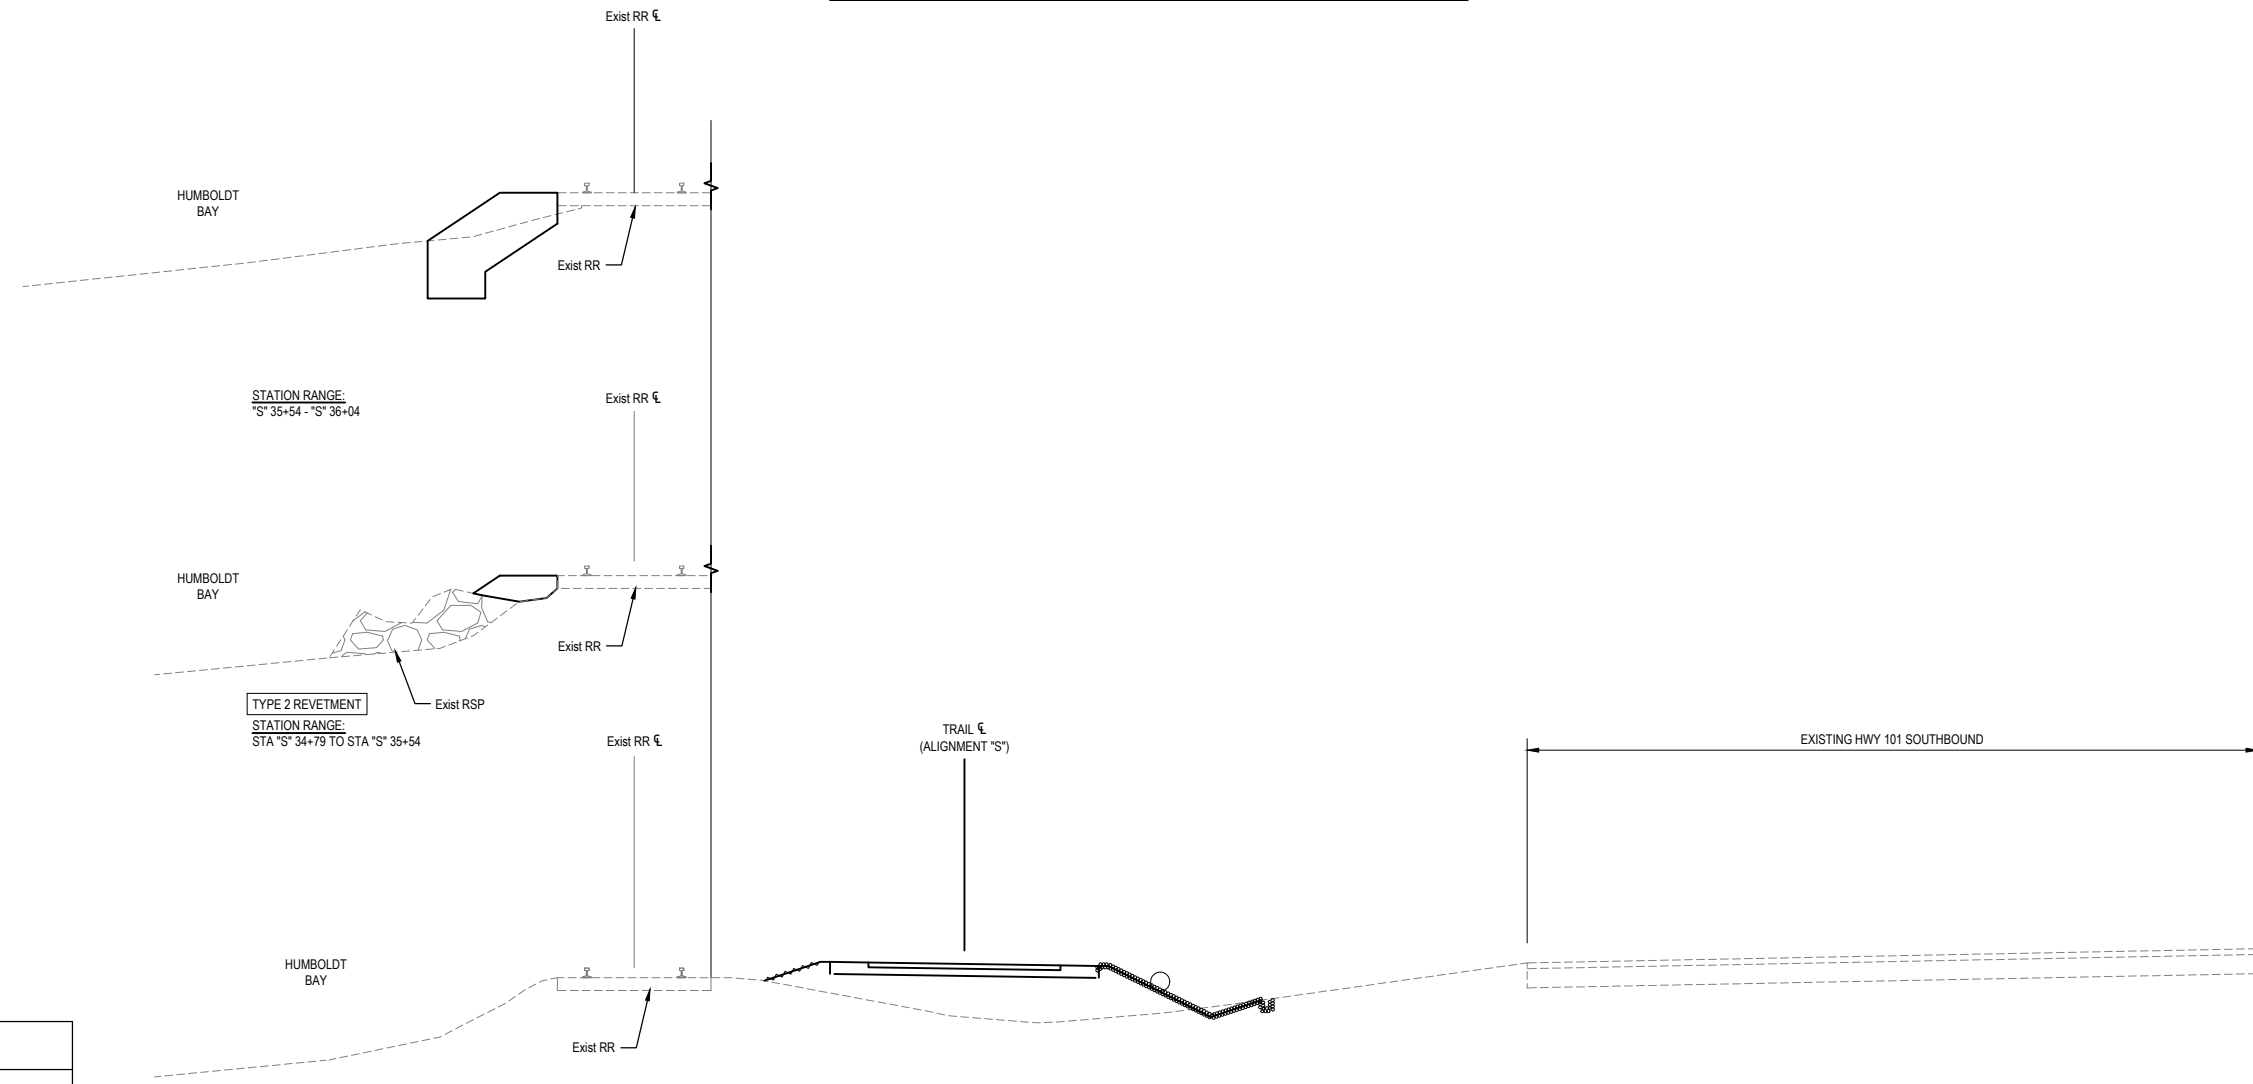 Exist RR ℄
HUMBOLDT
BAY
Exist RR
STATION RANGE:
"S" 35+54 - "S" 36+04
Exist RR ℄
HUMBOLDT
BAY
Exist RR
TYPE 2 REVETMENT
Exist RSP
STATION RANGE:
STA "S" 34+79 TO STA "S" 35+54
Exist RR ℄
TRAIL ℄
(ALIGNMENT "S")
EXISTING HWY 101 SOUTHBOUND
HUMBOLDT
BAY
Exist RR